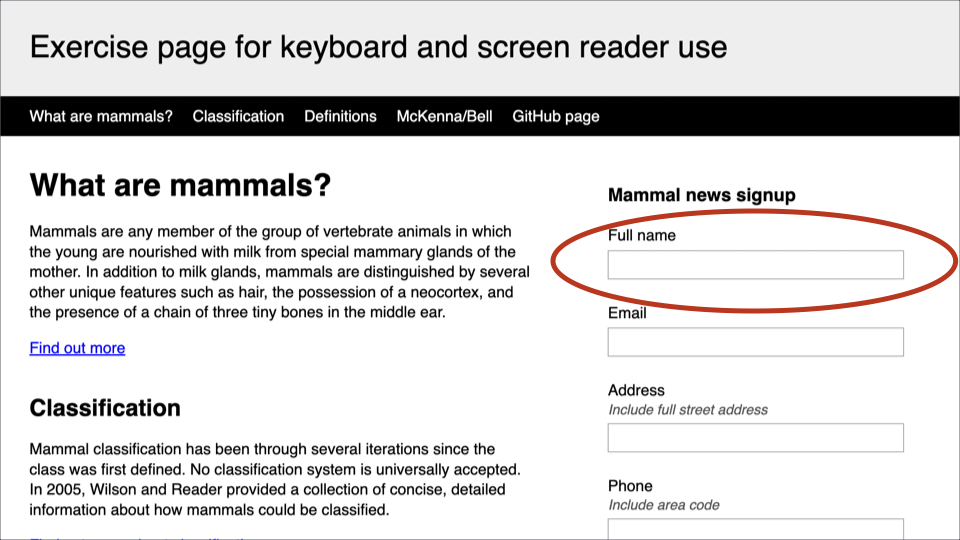 Exercise page for keyboard and screen reader use
What are mammals? Classification Definitions McKenna/Bell GitHub page
What are mammals?
Mammals are any member of the group of vertebrate animals in which
the young are nourished with milk from special mammary glands of the
mother. In addition to milk glands, mammals are distinguished by several
other unique features such as hair, the possession of a neocortex, and
the presence of a chain of three tiny bones in the middle ear.
Find out more
Classification
Mammal classification has been through several iterations since the
class was first defined. No classification system is universally accepted.
In 2005, Wilson and Reader provided a collection of concise, detailed
information about how mammals could be classified.
Mammal news signup
Full name
Email
Address
Include full street address
Phone
Include area code